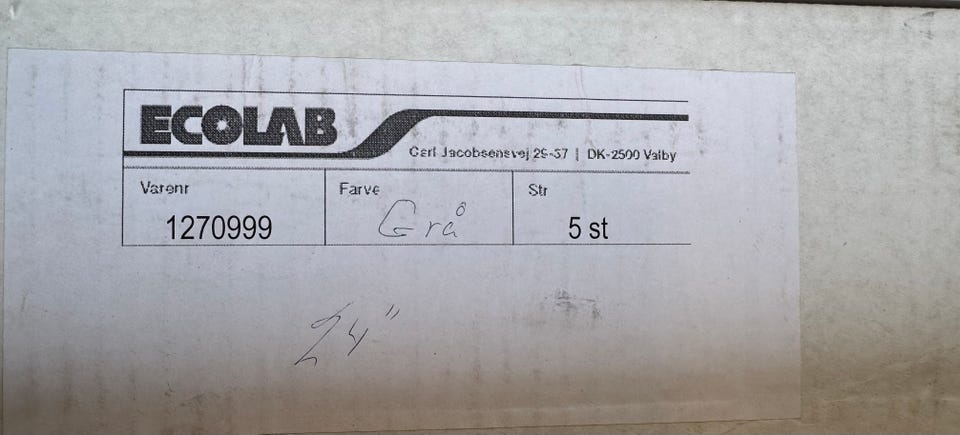 ECOLAB
Carl Jacobsensvej 29-37 | DK-2500 Valby
Varenr Farve Str
1270999 Grå 5 st
24"